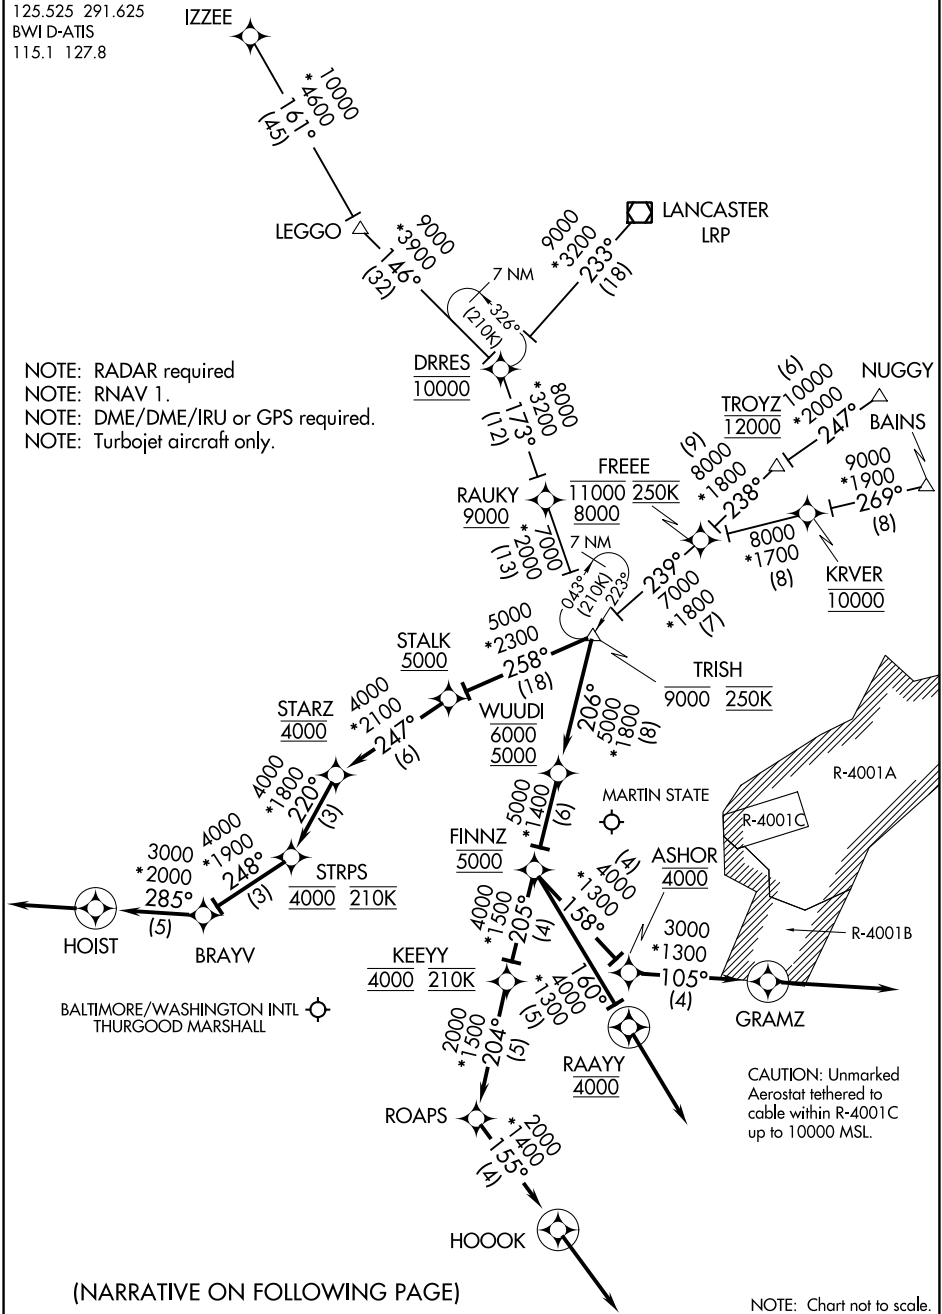 125.525 291.625
BWI D-ATIS
115.1 127.8
IZZEE
10000
*4600
161°
(45)
LEGGO
9000
*3900
146°
(32)
LANCASTER
LRP
9000
*3200
233°
(18)
7 NM
326°
(210K)
DRRES
10000
NOTE: RADAR required
NOTE: RNAV 1.
NOTE: DME/DME/IRU or GPS required.
NOTE: Turbojet aircraft only.
8000
*3200
173°
(12)
NUGGY
(6)
10000
*2000
247°
TROYZ
12000
BAINS
9000
*1900
269°
(8)
(9)
8000
*1800
238°
FREEE
11000 250K
8000
RAUKY
9000
7000
*2000
(13)
7 NM
043°
(210K)
223°
239°
7000
*1800
(7)
8000
*1700
(8)
KRVER
10000
TRISH
9000 250K
5000
*2300
258°
(18)
STALK
5000
4000
*2100
247°
(6)
STARZ
4000
WUUDI
6000
5000
206°
5000
*1800
(8)
4000
*1800
220°
(3)
5000
*1400
(6)
MARTIN STATE
R-4001A
R-4001C
R-4001B
FINNZ
5000
STRPS
4000 210K
4000
*1900
248°
(3)
3000
*2000
285°
(5)
HOIST
BRAYV
(4)
4000
*1300
158°
ASHOR
4000
3000
*1300
105°
(4)
GRAMZ
4000
*1500
205°
(4)
KEEYY
4000 210K
160°
4000
*1300
(5)
RAAYY
4000
BALTIMORE/WASHINGTON INTL
THURGOOD MARSHALL
2000
*1500
204°
(5)
ROAPS
2000
*1400
155°
(4)
HOOOK
CAUTION: Unmarked
Aerostat tethered to
cable within R-4001C
up to 10000 MSL.
(NARRATIVE ON FOLLOWING PAGE)
NOTE: Chart not to scale.